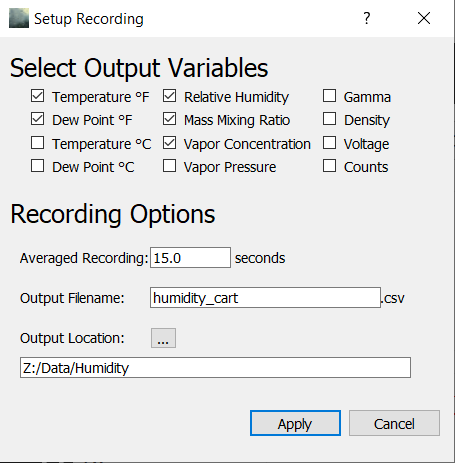 Setup Recording ?
Select Output Variables
Temperature °F Relative Humidity Gamma
Dew Point °F Mass Mixing Ratio Density
Temperature °C Vapor Concentration Voltage
Dew Point °C Vapor Pressure Counts
Recording Options
Averaged Recording: 15.0 seconds
Output Filename: humidity_cart .csv
Output Location: ...
Z:/Data/Humidity
Apply Cancel